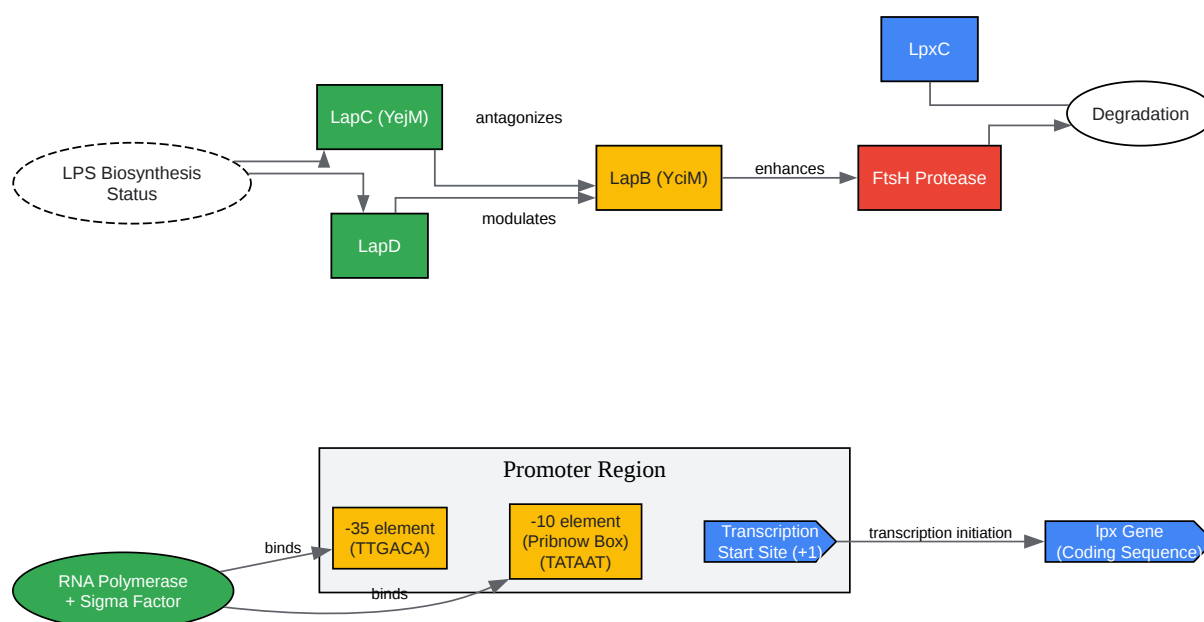 LpxC
LapC (YejM)
antagonizes
Degradation
LPS Biosynthesis
Status
LapB (YciM)
enhances
FtsH Protease
modulates
LapD
Promoter Region
-35 element
(TTGACA)
-10 element
(Pribnow Box)
(TATAAT)
Transcription
Start Site (+1)
transcription initiation
lpx Gene
(Coding Sequence)
binds
RNA Polymerase
+ Sigma Factor
binds